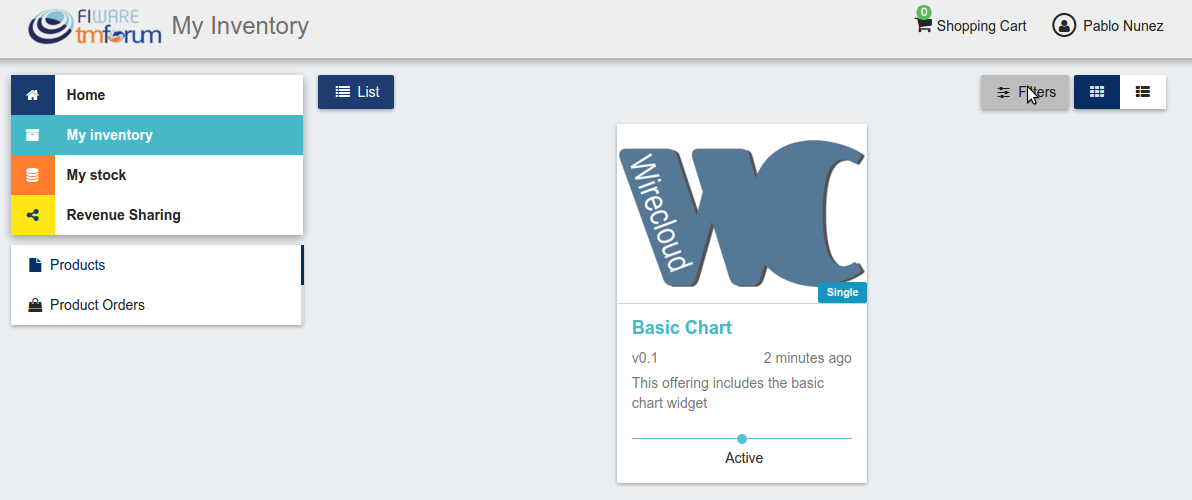 FIWARE
tmforum
My Inventory
0
Shopping Cart
Pablo Nunez
Home
My inventory
My stock
Revenue Sharing
Products
Product Orders
List
Filters
Wirecloud
WC
Single
Basic Chart
v0.1
2 minutes ago
This offering includes the basic
chart widget
Active